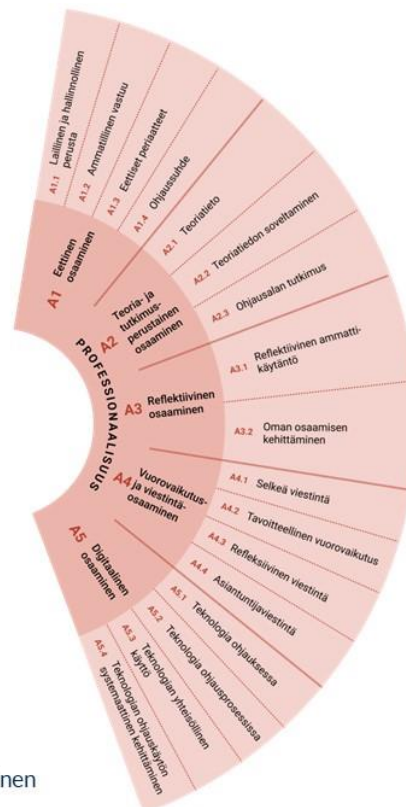 A1.1 Laillinen ja hallinnollinen
perusta
A1.2 Ammatillinen vastuu
A1.3 Eettiset periaatteet
A1.4 Ohjaussuhde
A2.1 Teoriatieto
A2.2 Teoriatiedon soveltaminen
A2.3 Ohjausalan tutkimus
A3.1 Reflektiivinen ammatti-
käytäntö
A3.2 Oman osaamisen
kehittäminen
A4.1 Selkeä viestintä
A4.2 Tavoitteellinen vuorovaikutus
A4.3 Refleksiivinen viestintä
A4.4 Asiantuntijaviestintä
A5.1 Teknologia ohjauksessa
A5.2 Teknologia ohjausprosessissa
A5.3 Teknologian yhteisöllinen
käyttö
A5.4 Teknologian ohjauskäytön
systemaattinen kehittäminen
A1 Eettinen
osaaminen
A2 Teoria- ja
tutkimus-
perustainen
osaaminen
A3 Reflektiivinen
osaaminen
A4 Vuorovaikutus-
ja viestintä-
osaaminen
A5 Digitaalinen
osaaminen
PROFESSIONAALISUUS
nen